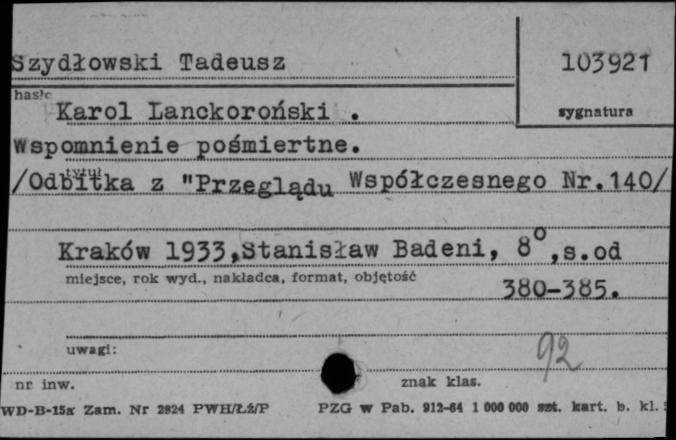 Szydłowski Tadeusz
103921
hasło
sygnatura
Karol Lanckoroński .
Wspomnienie pośmiertne.
tytuł
/Odbitka z "Przeglądu Współczesnego Nr.140/
Kraków 1933,Stanisław Badeni, 8°,s.od
miejsce, rok wyd., nakładca, format, objętość
380-385.
uwagi:
92
nr inw.
znak klas.
WD-B-15a Zam. Nr 2924 PWH/Łź/P
PZG w Pab. 912-64 1 000 000 szt. kart. b. kl.